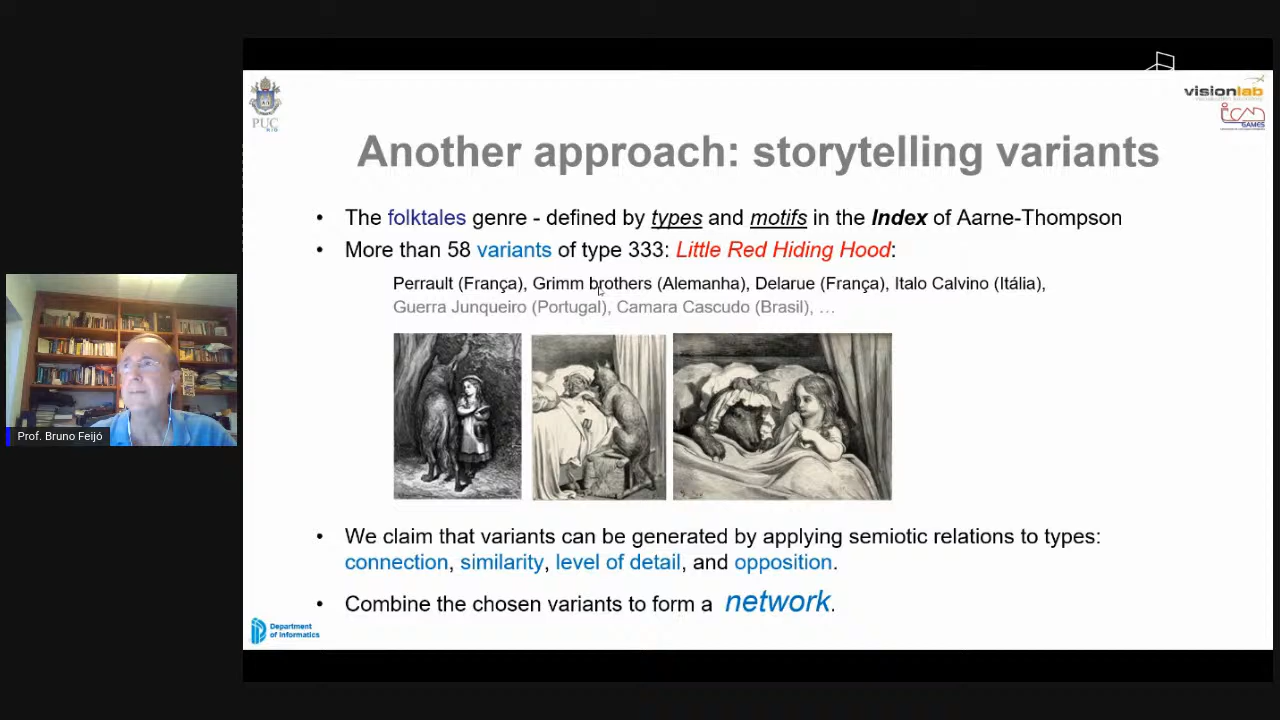 PUC
RIO
visionlab
icad
GAMES
Another approach: storytelling variants
• The folktales genre - defined by types and motifs in the Index of Aarne-Thompson
• More than 58 variants of type 333: Little Red Hiding Hood:
Perrault (França), Grimm brothers (Alemanha), Delarue (França), Italo Calvino (Itália),
Guerra Junqueiro (Portugal), Camara Cascudo (Brasil), ...
Prof. Bruno Feijó
• We claim that variants can be generated by applying semiotic relations to types:
connection, similarity, level of detail, and opposition.
• Combine the chosen variants to form a network.
Department
of Informatics